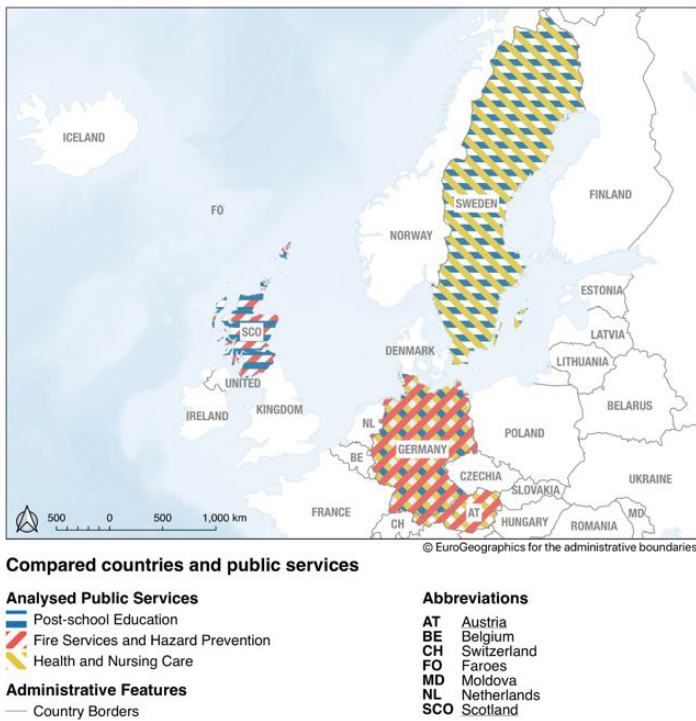 ICELAND
FO
SWEDEN
FINLAND
NORWAY
ESTONIA
SCO
LATVIA
DENMARK
LITHUANIA
UNITED
KINGDOM
IRELAND
BELARUS
NL
POLAND
GERMANY
BE
CZECHIA
UKRAINE
SLOVAKIA
FRANCE
AT
MD
CH
HUNGARY
ROMANIA
500 0 500 1,000 km
© EuroGeographics for the administrative boundaries
Compared countries and public services
Analysed Public Services
Post-school Education
Fire Services and Hazard Prevention
Health and Nursing Care
Administrative Features
Country Borders
Abbreviations
AT Austria
BE Belgium
CH Switzerland
FO Faroes
MD Moldova
NL Netherlands
SCO Scotland